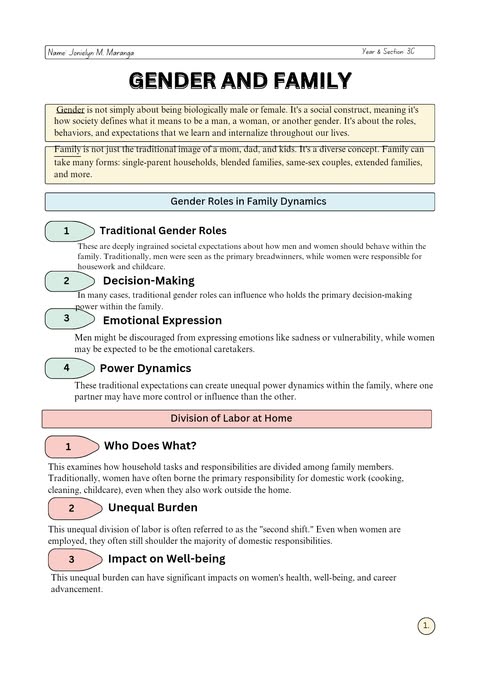 Name: Jonielyn M. Maranga
Year & Section: 3C
GENDER AND FAMILY
Gender is not simply about being biologically male or female. It's a social construct, meaning it's
how society defines what it means to be a man, a woman, or another gender. It's about the roles,
behaviors, and expectations that we learn and internalize throughout our lives.
Family is not just the traditional image of a mom, dad, and kids. It's a diverse concept. Family can
take many forms: single-parent households, blended families, same-sex couples, extended families,
and more.
Gender Roles in Family Dynamics
1 Traditional Gender Roles
These are deeply ingrained societal expectations about how men and women should behave within the
family. Traditionally, men were seen as the primary breadwinners, while women were responsible for
housework and childcare.
2 Decision-Making
In many cases, traditional gender roles can influence who holds the primary decision-making
power within the family.
3 Emotional Expression
Men might be discouraged from expressing emotions like sadness or vulnerability, while women
may be expected to be the emotional caretakers.
4 Power Dynamics
These traditional expectations can create unequal power dynamics within the family, where one
partner may have more control or influence than the other.
Division of Labor at Home
1 Who Does What?
This examines how household tasks and responsibilities are divided among family members.
Traditionally, women have often borne the primary responsibility for domestic work (cooking,
cleaning, childcare), even when they also work outside the home.
2 Unequal Burden
This unequal division of labor is often referred to as the "second shift." Even when women are
employed, they often still shoulder the majority of domestic responsibilities.
3 Impact on Well-being
This unequal burden can have significant impacts on women's health, well-being, and career
advancement.
1.